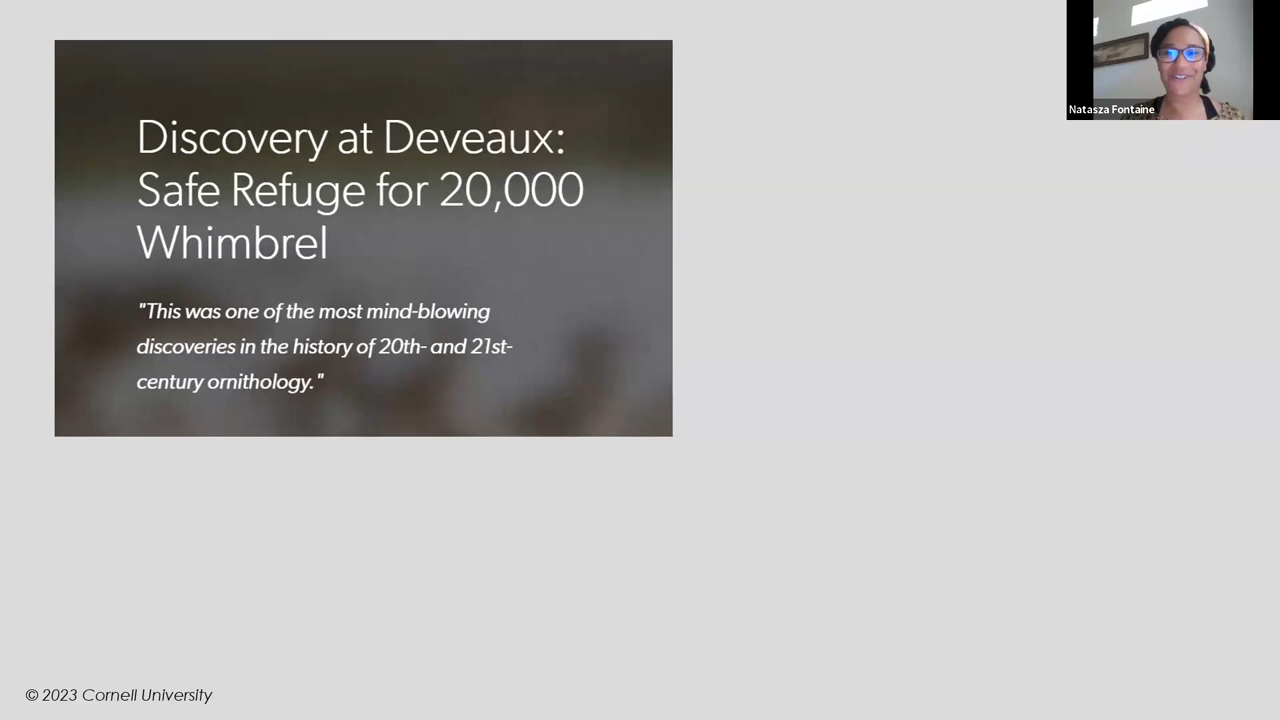 Discovery at Deveaux:
Safe Refuge for 20,000
Whimbrel
"This was one of the most mind-blowing
discoveries in the history of 20th- and 21st-
century ornithology."
Natasza Fontaine
© 2023 Cornell University